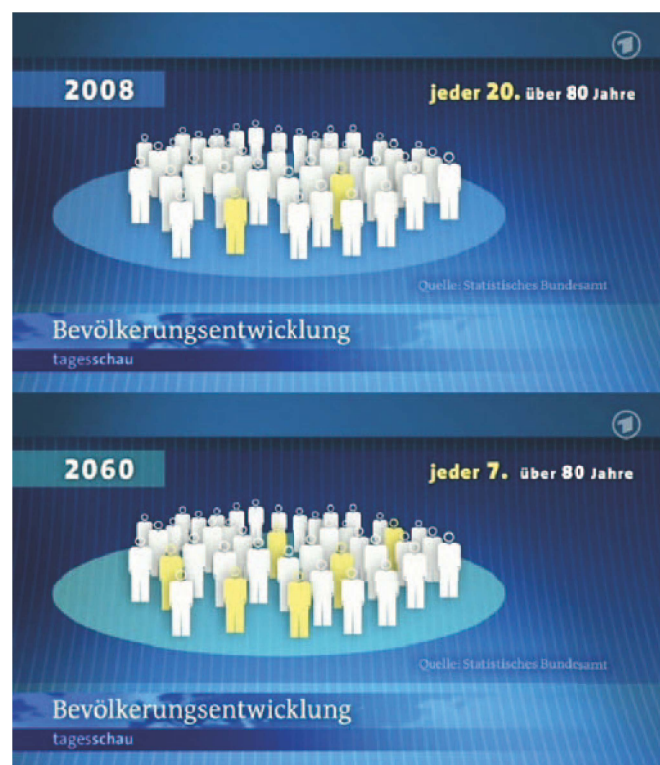 2008
jeder 20. über 80 Jahre
Quelle: Statistisches Bundesamt
Bevölkerungsentwicklung
tagesschau
2060
jeder 7. über 80 Jahre
Quelle: Statistisches Bundesamt
Bevölkerungsentwicklung
tagesschau